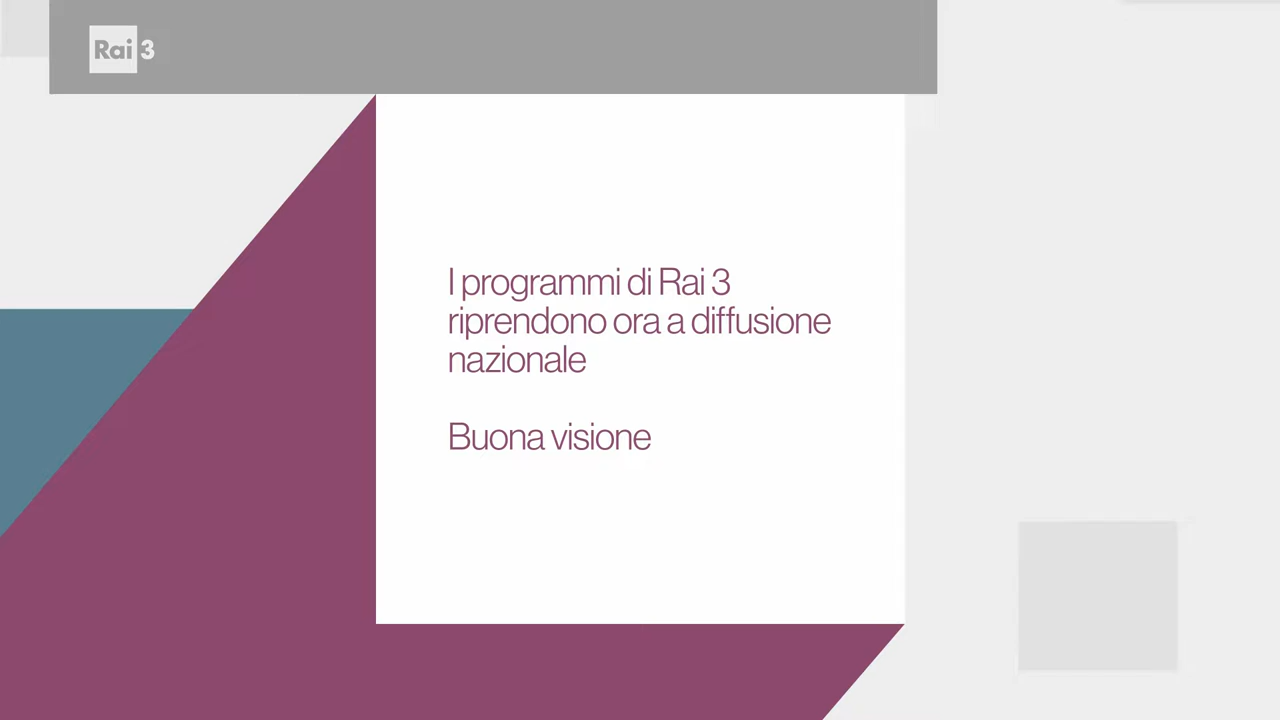 Rai 3
I programmi di Rai 3
riprendono ora a diffusione
nazionale
Buona visione